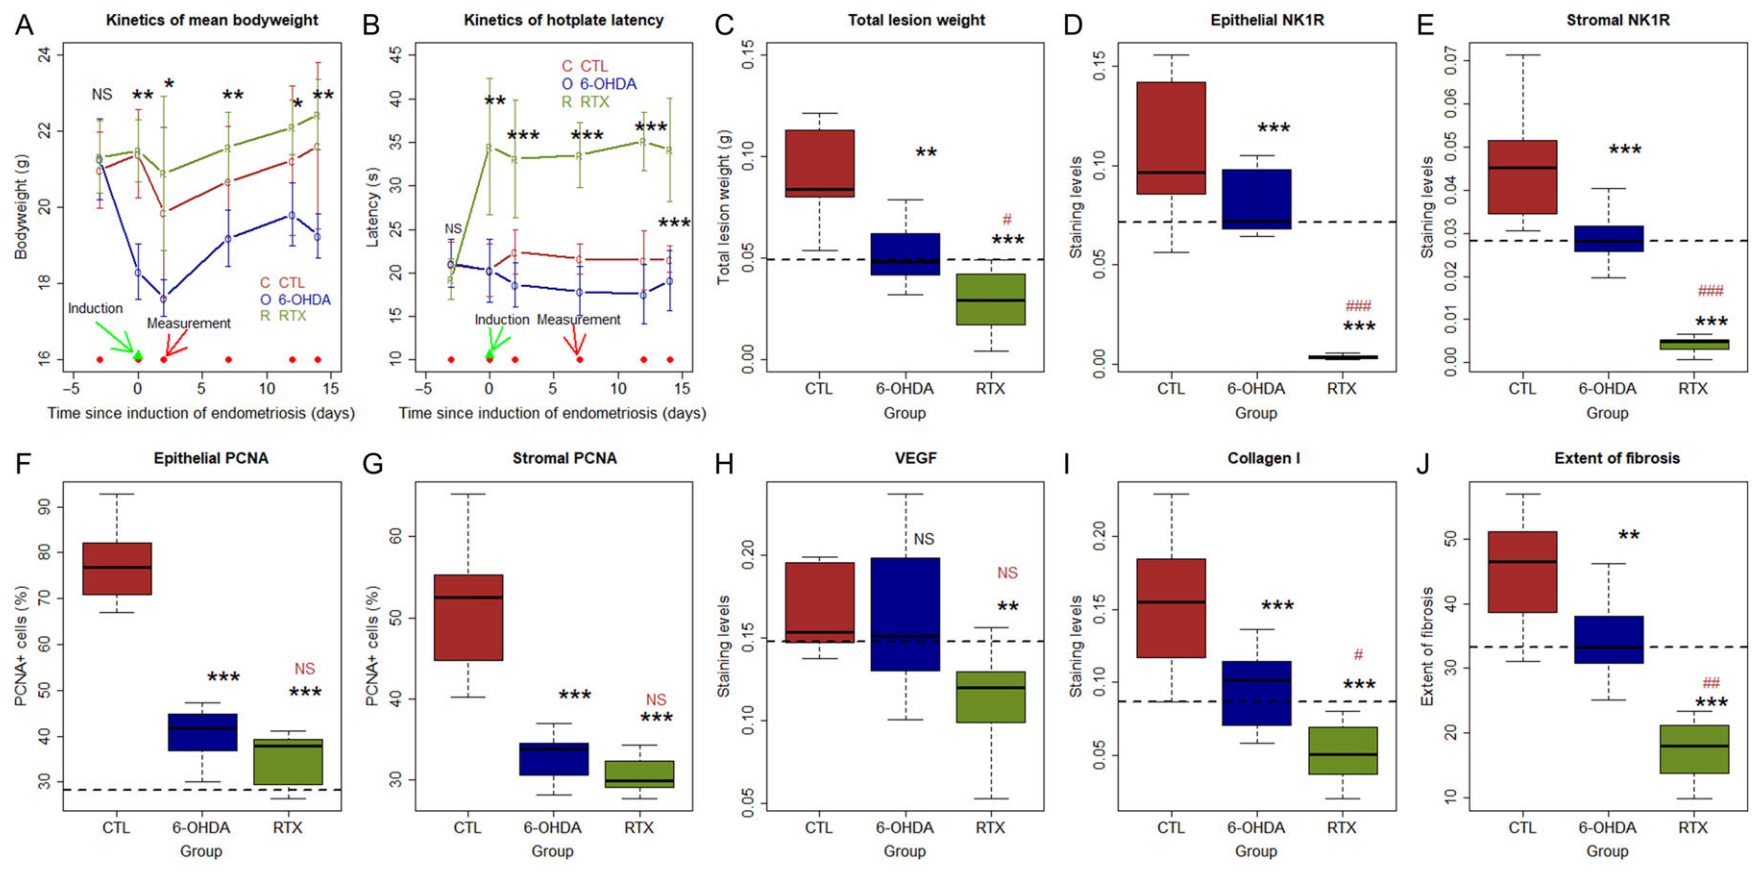 A Kinetics of mean bodyweight
Bodyweight (g)
24
22
20
18
16
NS ** * ** * **
C CTL
O 6-OHDA
R RTX
Induction
Measurement
−5 0 5 10 15
Time since induction of endometriosis (days)
B Kinetics of hotplate latency
Latency (s)
45
40
35
30
25
20
15
10
C CTL
O 6-OHDA
R RTX
NS ** *** *** *** ***
Induction Measurement
−5 0 5 10 15
Time since induction of endometriosis (days)
C Total lesion weight
Total lesion weight (g)
0.15
0.10
0.05
0.00
**
#
***
CTL 6-OHDA RTX
Group
D Epithelial NK1R
Staining levels
0.15
0.10
0.05
0.00
***
###
***
CTL 6-OHDA RTX
Group
E Stromal NK1R
Staining levels
0.07
0.06
0.05
0.04
0.03
0.02
0.01
0.00
***
###
***
CTL 6-OHDA RTX
Group
F Epithelial PCNA
PCNA+ cells (%)
90
80
70
60
50
40
30
***
NS
***
CTL 6-OHDA RTX
Group
G Stromal PCNA
PCNA+ cells (%)
60
50
40
30
***
NS
***
CTL 6-OHDA RTX
Group
H VEGF
Staining levels
0.20
0.15
0.10
0.05
NS
NS
**
CTL 6-OHDA RTX
Group
I Collagen I
Staining levels
0.20
0.15
0.10
0.05
***
#
***
CTL 6-OHDA RTX
Group
J Extent of fibrosis
Extent of fibrosis
50
40
30
20
10
**
##
***
CTL 6-OHDA RTX
Group